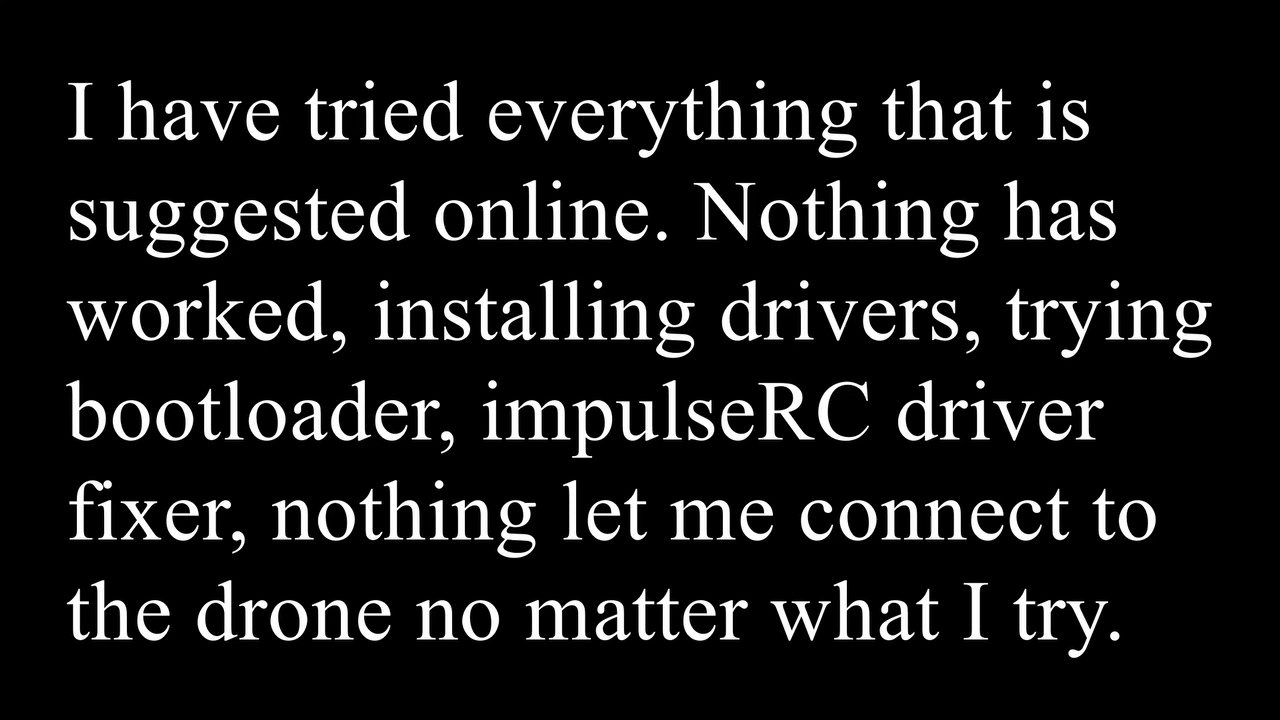 I have tried everything that is
suggested online. Nothing has
worked, installing drivers, trying
bootloader, impulseRC driver
fixer, nothing let me connect to
the drone no matter what I try.